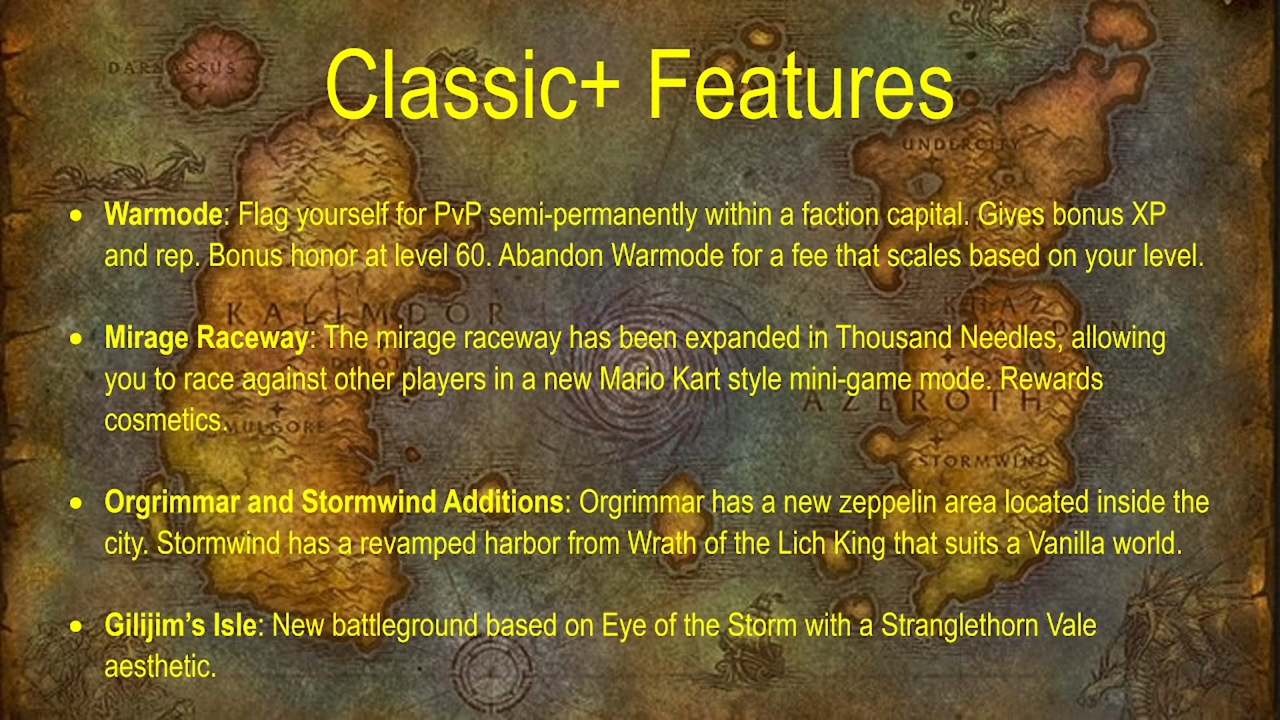 Classic+ Features
DARNASSUS
UNDERCITY
• Warmode: Flag yourself for PvP semi-permanently within a faction capital. Gives bonus XP
and rep. Bonus honor at level 60. Abandon Warmode for a fee that scales based on your level.
KALIMDOR
KHAZ
• Mirage Raceway: The mirage raceway has been expanded in Thousand Needles, allowing
you to race against other players in a new Mario Kart style mini-game mode. Rewards
AZEROTH
cosmetics.
MULGORE
STORMWIND
• Orgrimmar and Stormwind Additions: Orgrimmar has a new zeppelin area located inside the
city. Stormwind has a revamped harbor from Wrath of the Lich King that suits a Vanilla world.
• Gilijim’s Isle: New battleground based on Eye of the Storm with a Stranglethorn Vale
aesthetic.